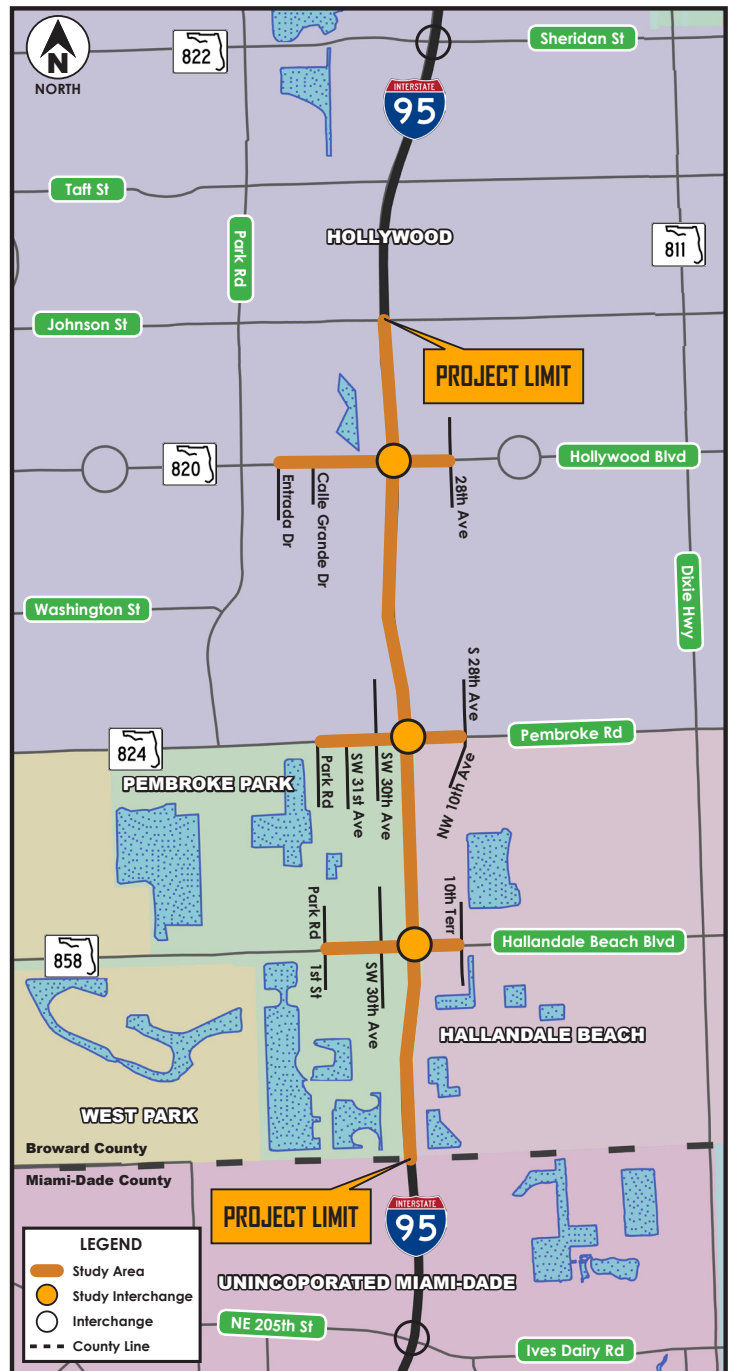 N
NORTH
822
Sheridan St
INTERSTATE
95
Taft St
Park Rd
HOLLYWOOD
811
Johnson St
PROJECT LIMIT
820
Hollywood Blvd
Entrada Dr
Calle Grande Dr
28th Ave
Dixie Hwy
Washington St
S 28th Ave
824
Pembroke Rd
PEMBROKE PARK
Park Rd
SW 31st Ave
SW 30th Ave
NW 10th Ave
Park Rd
10th Terr
858
Hallandale Beach Blvd
1st St
SW 30th Ave
HALLANDALE BEACH
WEST PARK
Broward County
Miami-Dade County
PROJECT LIMIT
INTERSTATE
95
LEGEND
Study Area
Study Interchange
Interchange
County Line
UNINCOPORATED MIAMI-DADE
NE 205th St
Ives Dairy Rd